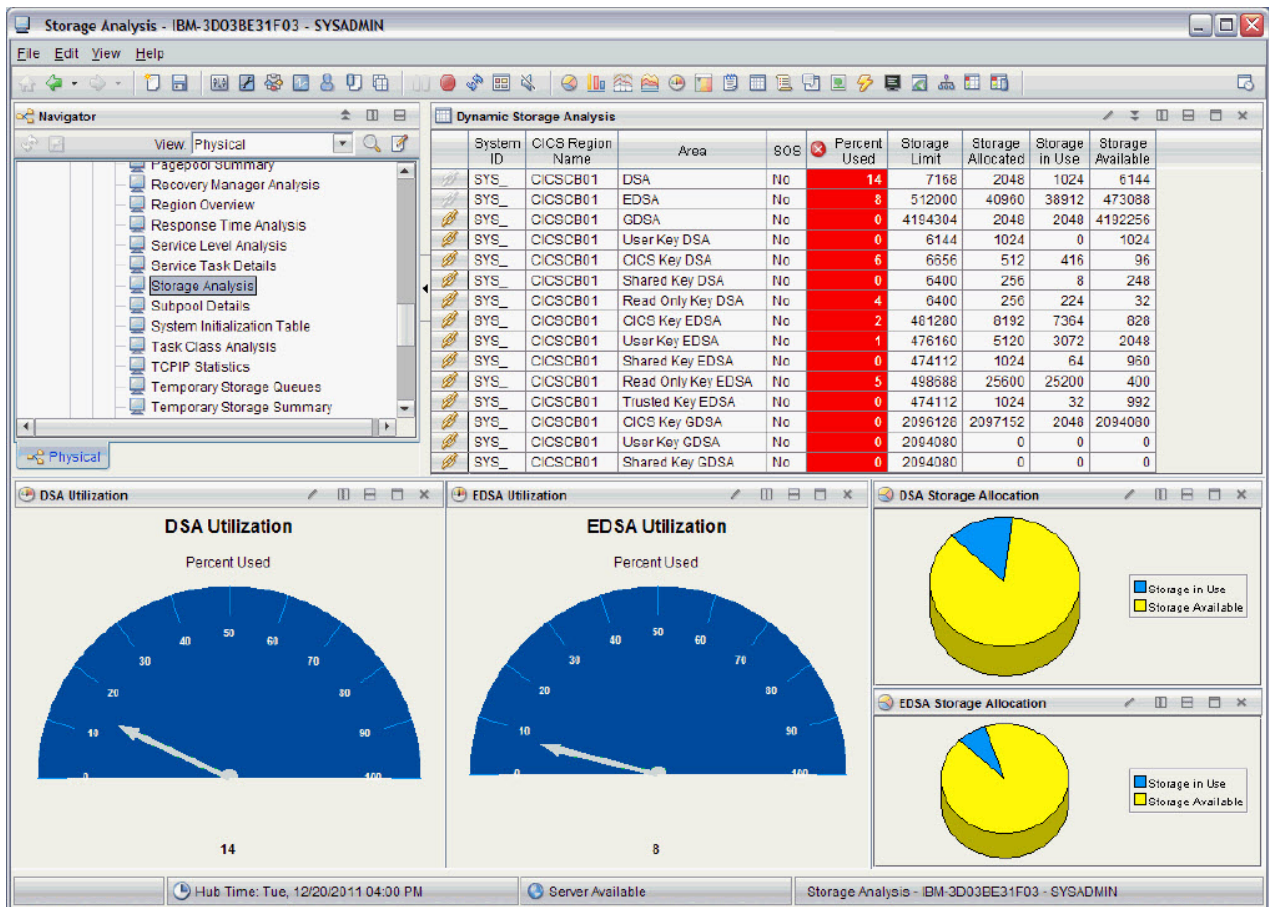 Storage Analysis - IBM-3D03BE31F03 - SYSADMIN
File Edit View Help
Navigator
View: Physical
Pagepool Summary
Recovery Manager Analysis
Region Overview
Response Time Analysis
Service Level Analysis
Service Task Details
Storage Analysis
Subpool Details
System Initialization Table
Task Class Analysis
TCPIP Statistics
Temporary Storage Queues
Temporary Storage Summary
Physical
Dynamic Storage Analysis
System ID CICS Region Name Area SOS Percent Used Storage Limit Storage Allocated Storage in Use Storage Available
SYS_ CICSCB01 DSA No 14 7168 2048 1024 6144
SYS_ CICSCB01 EDSA No 8 512000 40960 38912 473088
SYS_ CICSCB01 GDSA No 0 4194304 2048 2048 4192256
SYS_ CICSCB01 User Key DSA No 0 6144 1024 0 1024
SYS_ CICSCB01 CICS Key DSA No 6 6656 512 416 96
SYS_ CICSCB01 Shared Key DSA No 0 6400 256 8 248
SYS_ CICSCB01 Read Only Key DSA No 4 6400 256 224 32
SYS_ CICSCB01 CICS Key EDSA No 2 481280 8192 7364 828
SYS_ CICSCB01 User Key EDSA No 1 476160 5120 3072 2048
SYS_ CICSCB01 Shared Key EDSA No 0 474112 1024 64 960
SYS_ CICSCB01 Read Only Key EDSA No 5 498688 25600 25200 400
SYS_ CICSCB01 Trusted Key EDSA No 0 474112 1024 32 992
SYS_ CICSCB01 CICS Key GDSA No 0 2096128 2097152 2048 2094080
SYS_ CICSCB01 User Key GDSA No 0 2094080 0 0 0
SYS_ CICSCB01 Shared Key GDSA No 0 2094080 0 0 0
DSA Utilization
DSA Utilization
Percent Used
0 10 20 30 40 50 60 70 80 90 100
14
EDSA Utilization
EDSA Utilization
Percent Used
0 10 20 30 40 50 60 70 80 90 100
8
DSA Storage Allocation
Storage in Use
Storage Available
EDSA Storage Allocation
Storage in Use
Storage Available
Hub Time: Tue, 12/20/2011 04:00 PM
Server Available
Storage Analysis - IBM-3D03BE31F03 - SYSADMIN